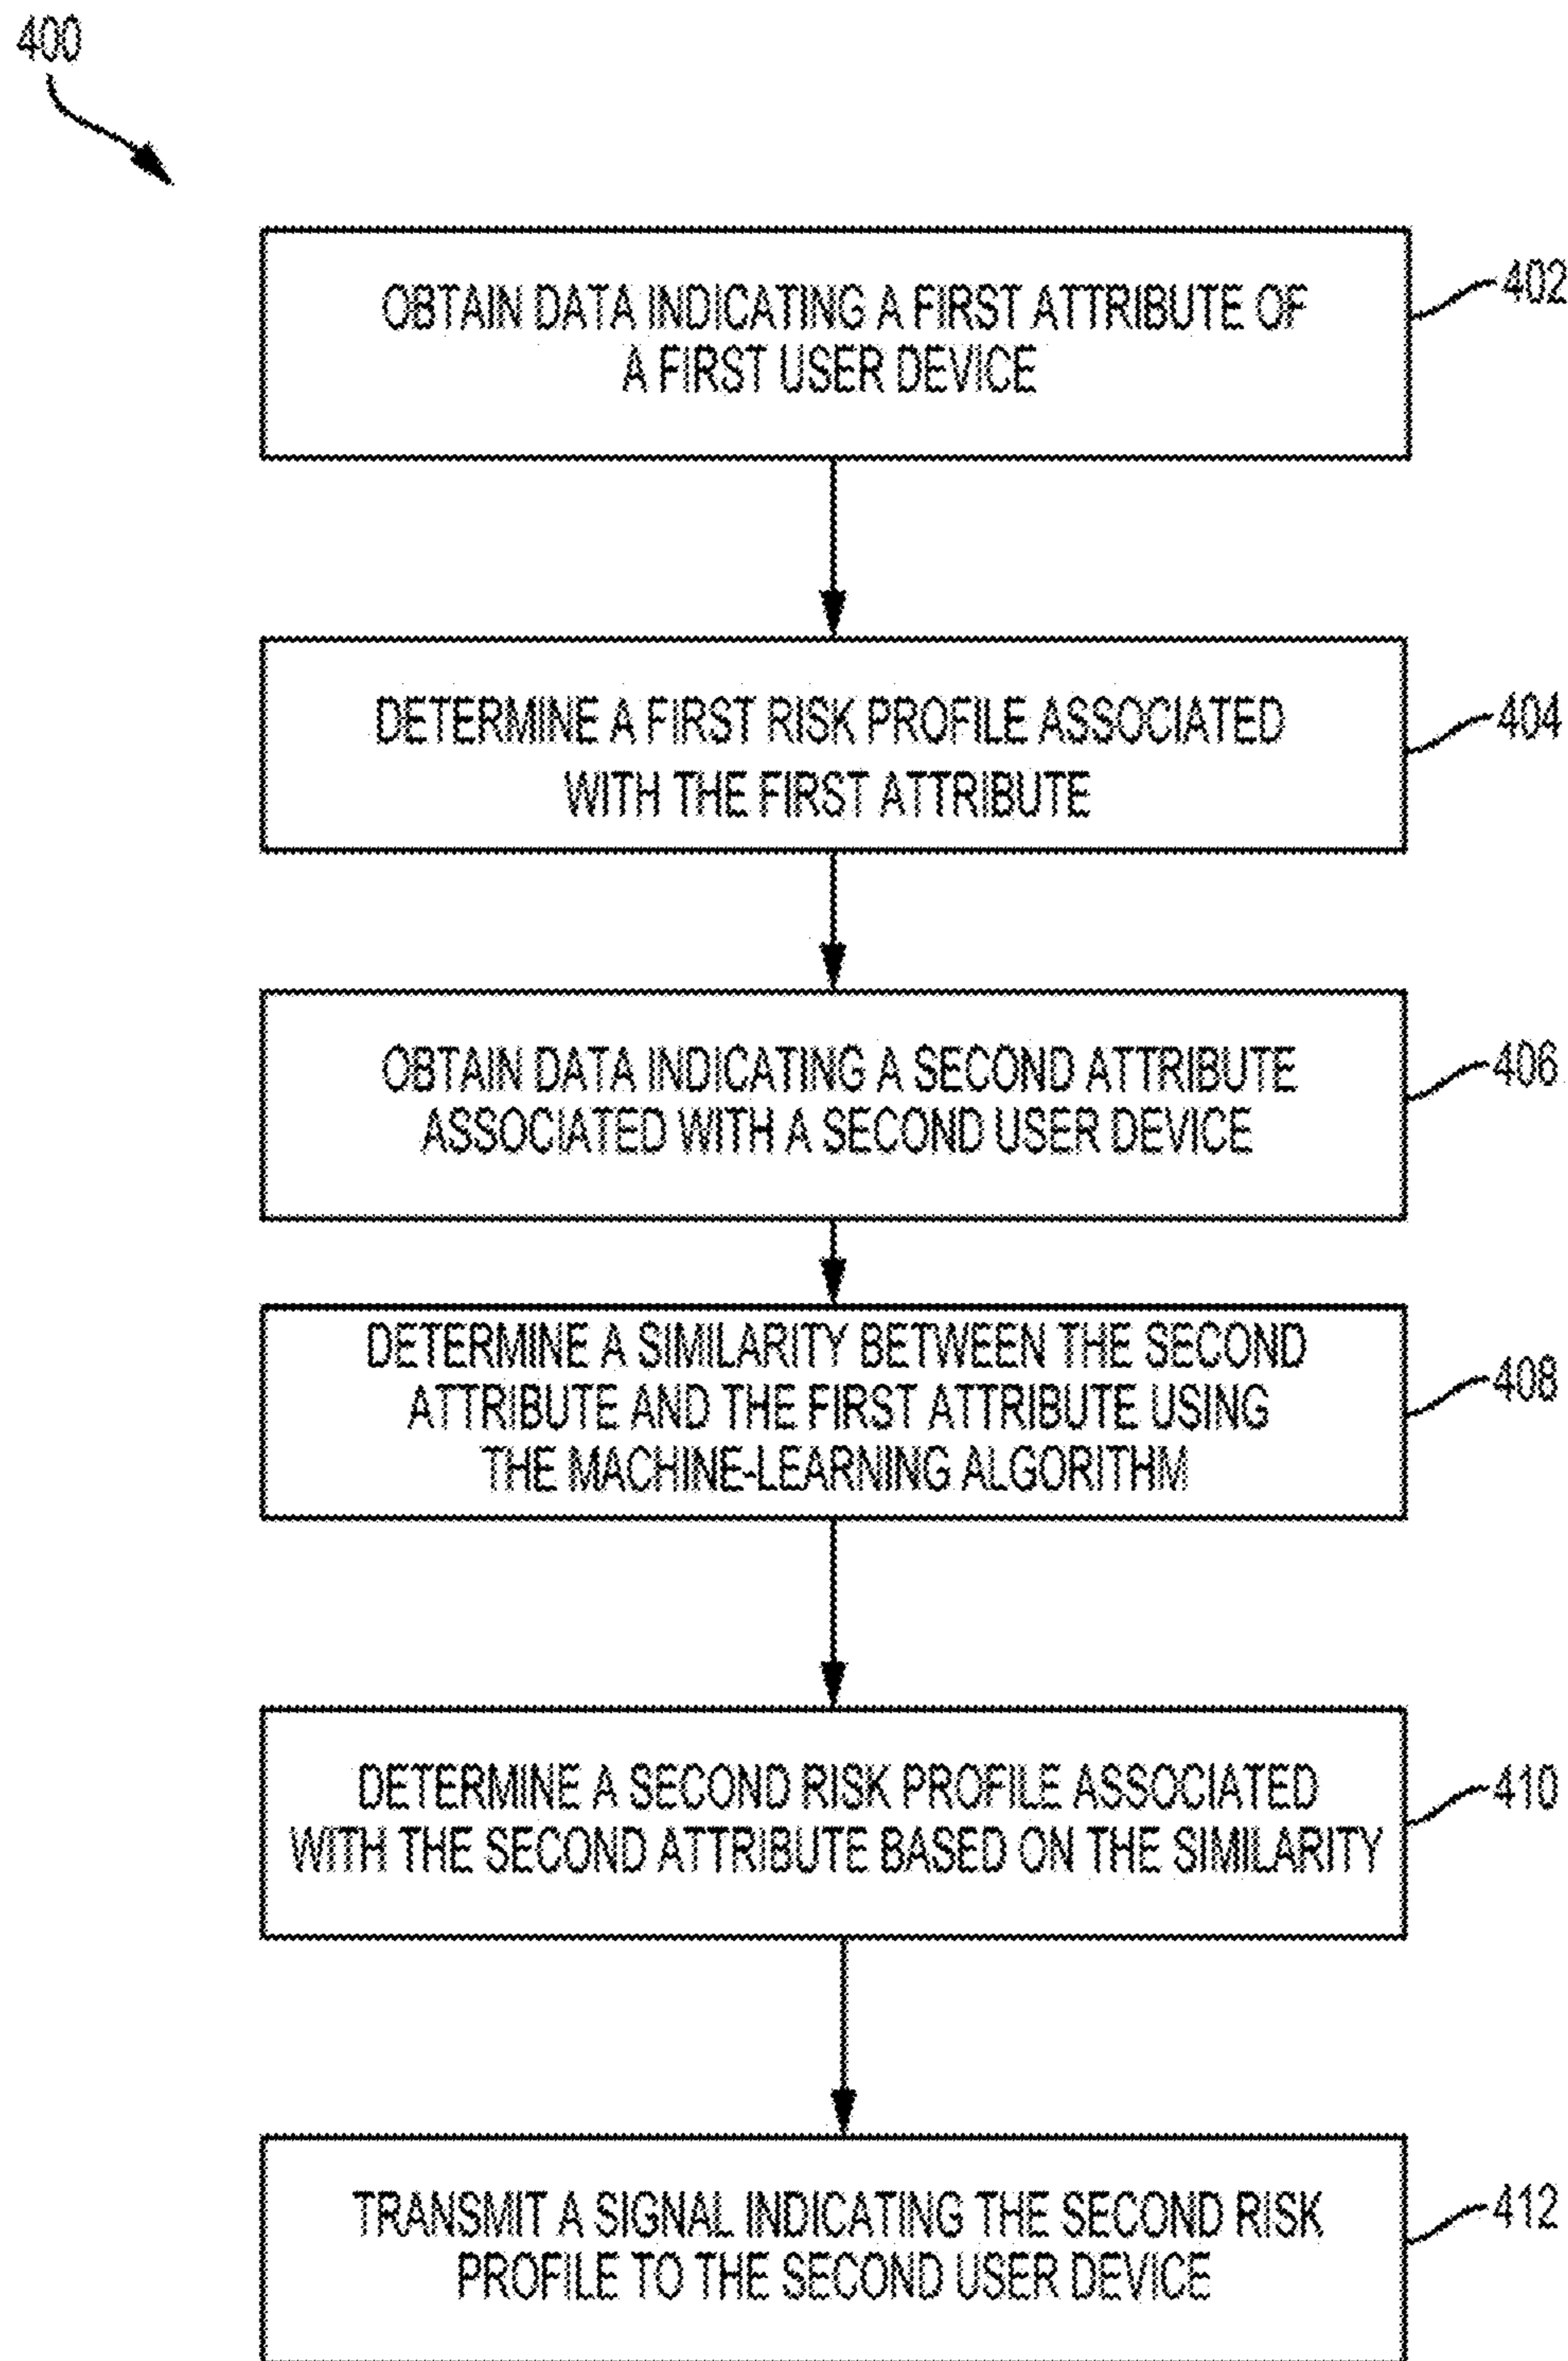 400
OBTAIN DATA INDICATING A FIRST ATTRIBUTE OF
A FIRST USER DEVICE
402
DETERMINE A FIRST RISK PROFILE ASSOCIATED
WITH THE FIRST ATTRIBUTE
404
OBTAIN DATA INDICATING A SECOND ATTRIBUTE
ASSOCIATED WITH A SECOND USER DEVICE
406
DETERMINE A SIMILARITY BETWEEN THE SECOND
ATTRIBUTE AND THE FIRST ATTRIBUTE USING
THE MACHINE-LEARNING ALGORITHM
408
DETERMINE A SECOND RISK PROFILE ASSOCIATED
WITH THE SECOND ATTRIBUTE BASED ON THE SIMILARITY
410
TRANSMIT A SIGNAL INDICATING THE SECOND RISK
PROFILE TO THE SECOND USER DEVICE
412